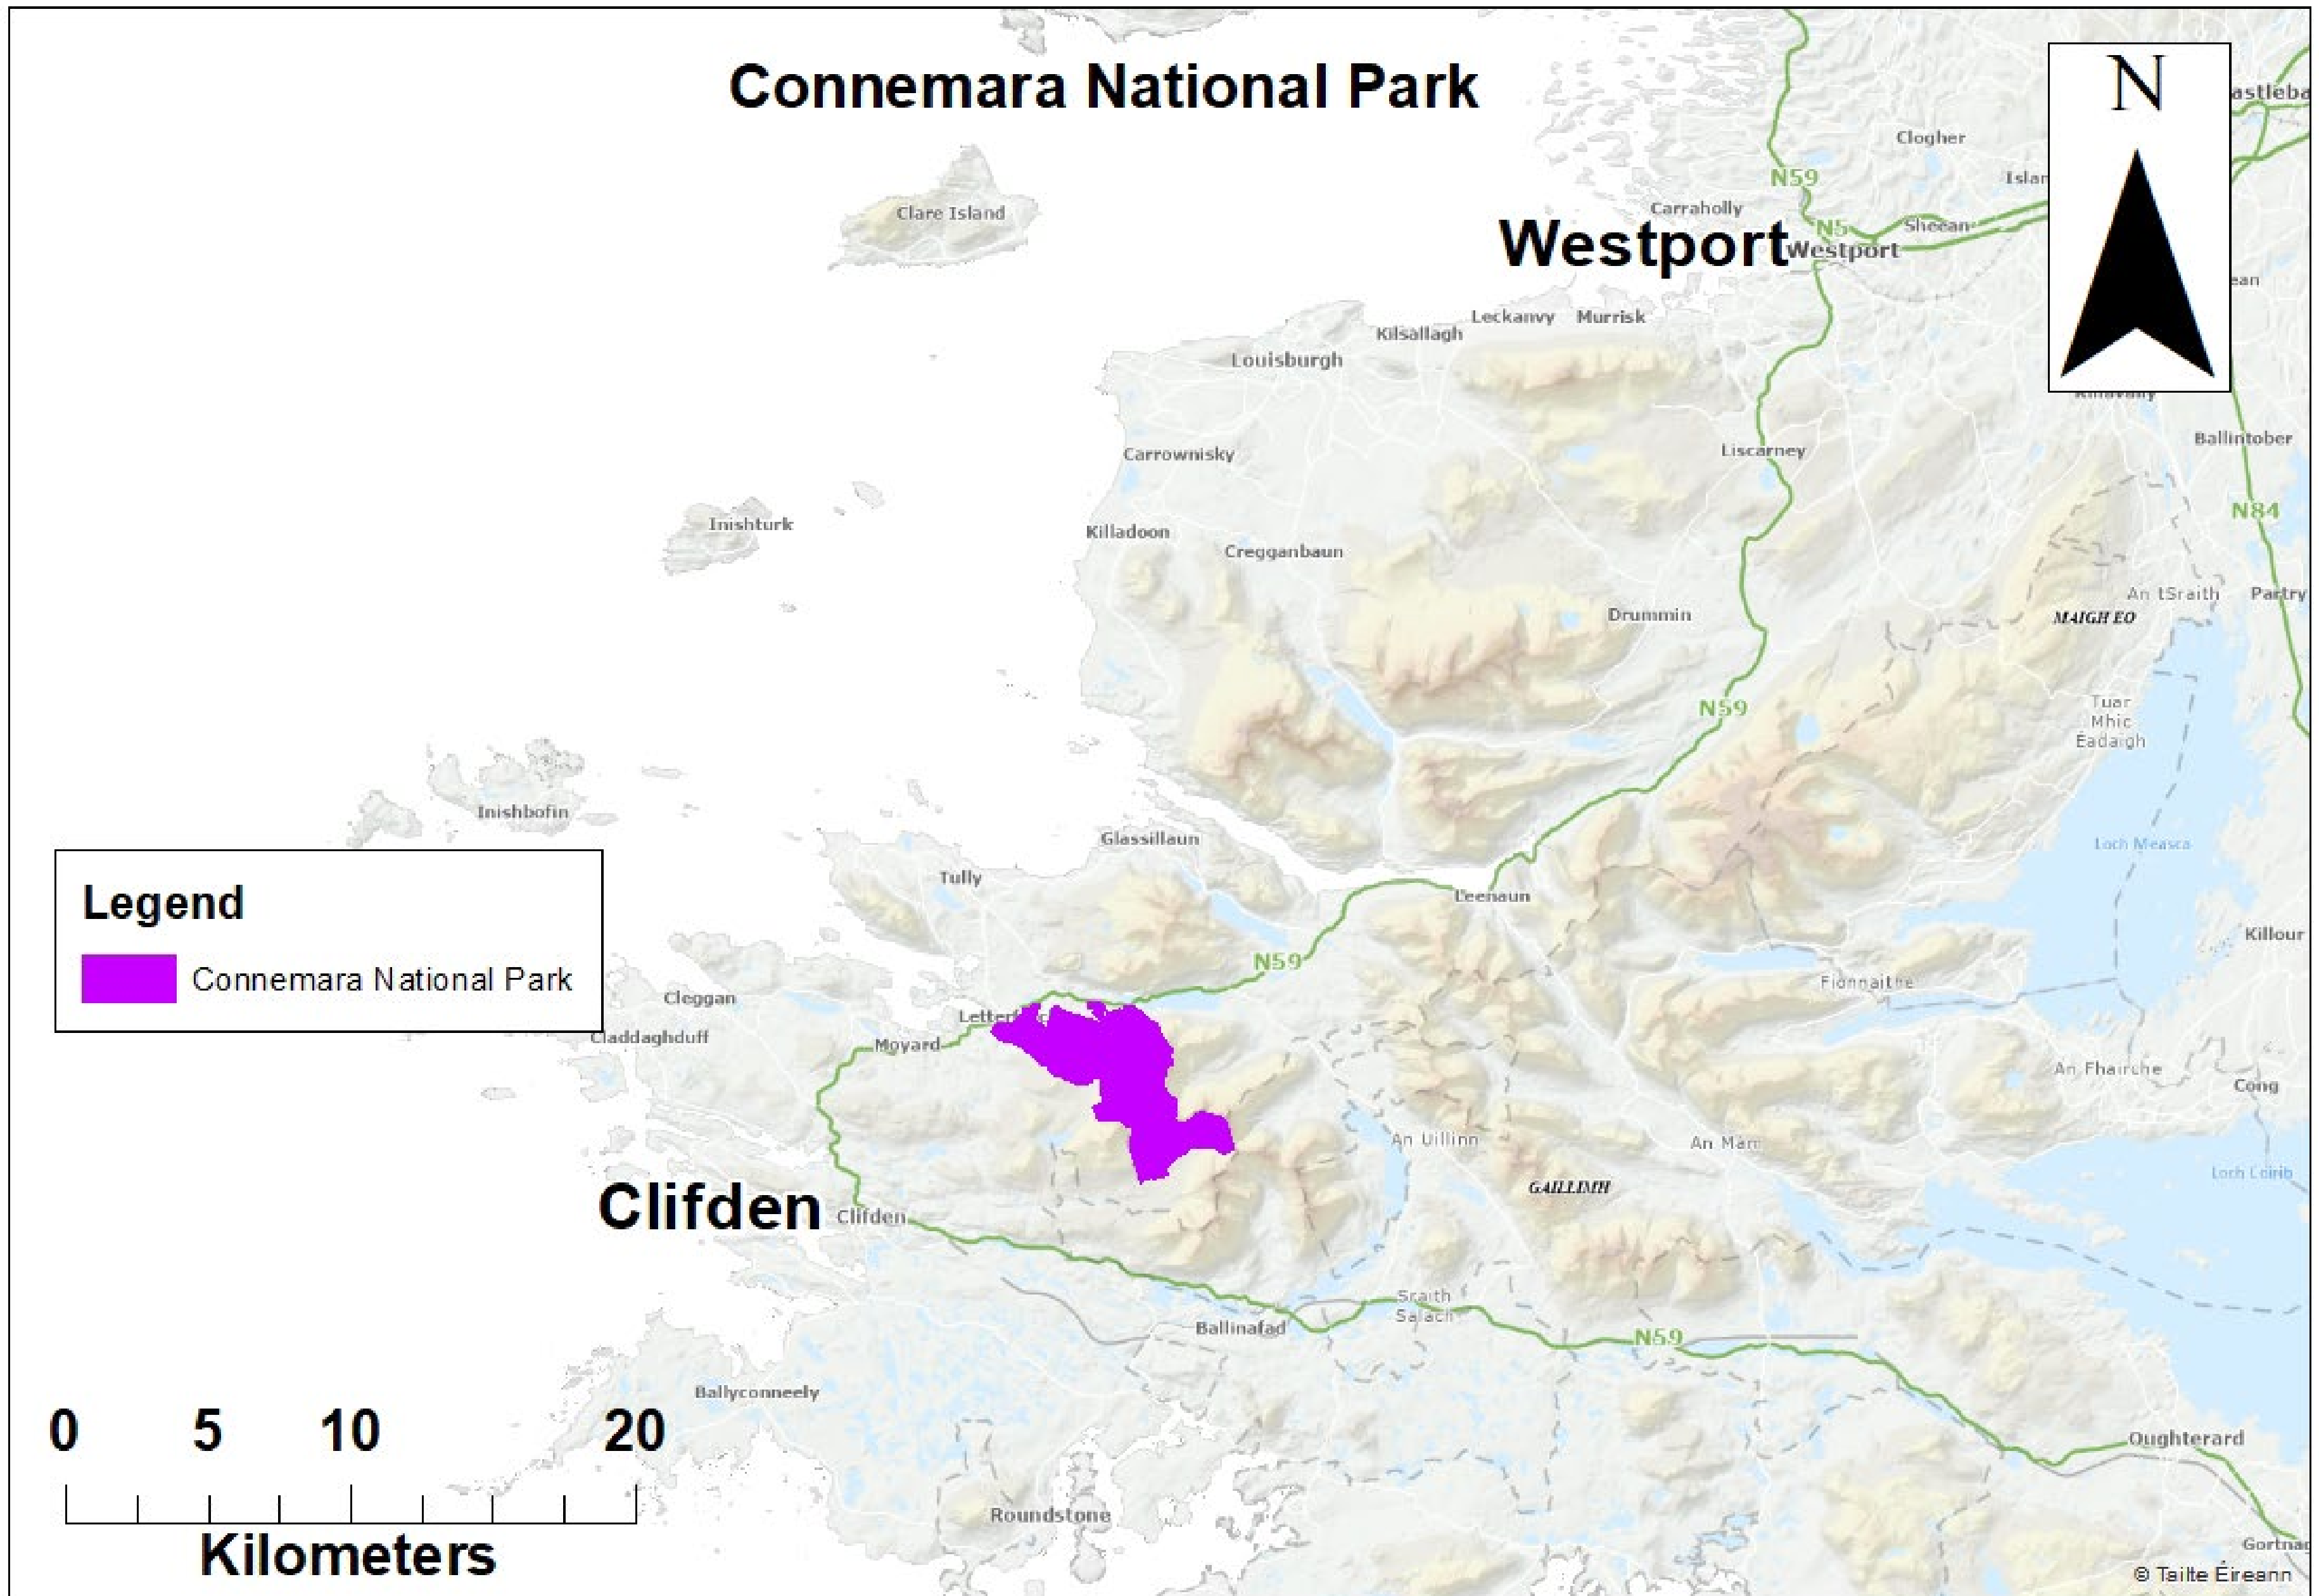 Connemara National Park
N
Clare Island
Clogher
N59
Carraholly
N5
Sheean
Westport
Westport
Leckanvy
Murrisk
Kilsallagh
Louisburgh
Ballintober
Liscarney
Carrownisky
N84
Inishturk
Killadoon
Cregganbaun
An tSraith
Partry
Drummin
MAIGH EO
N59
Tuar
Mhic
Éadaigh
Inishbofin
Glassillaun
Loch Measca
Tully
Leenaun
Legend
Connemara National Park
Killour
N59
Fionnaithe
Cleggan
Claddaghduff
Moyard
An Fhairche
Cong
An Uillinn
An Mám
Loch Coirib
GAILLIMH
Clifden
Clifden
Sraith
Salach
Ballinafad
N59
Ballyconneely
0 5 10 20
Kilometers
Oughterard
Roundstone
© Tailte Éireann